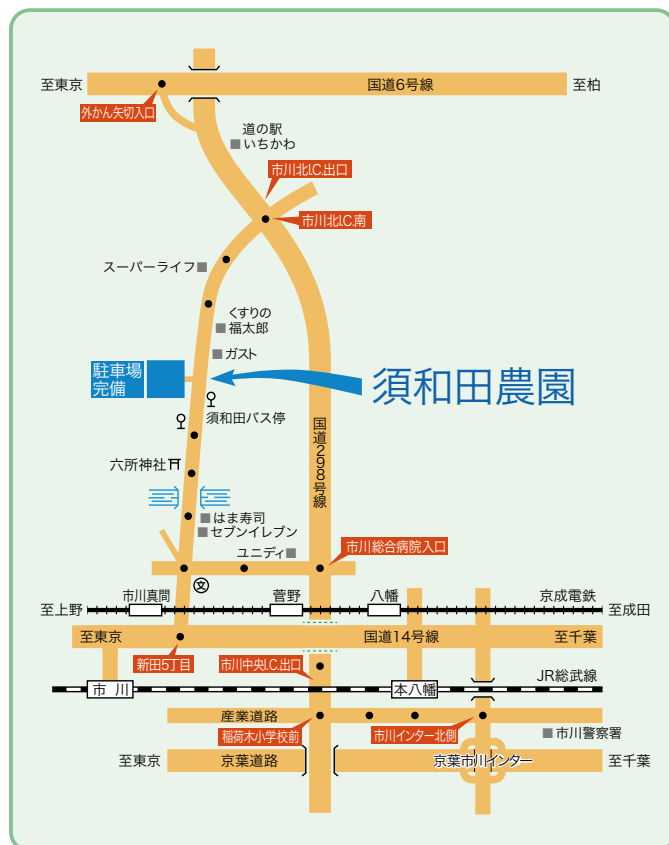 至東京
国道6号線
至柏
外かん矢切入口
道の駅
いちかわ
市川北I.C.出口
市川北I.C.南
スーパーライフ
くすりの
福太郎
ガスト
駐車場
完備
須和田農園
須和田バス停
国道298号線
六所神社
はま寿司
セブンイレブン
ユニディ
市川総合病院入口
文
市川真間
菅野
八幡
京成電鉄
至上野
至成田
至東京
国道14号線
至千葉
新田5丁目
市川中央I.C.出口
JR総武線
市川
本八幡
産業道路
稲荷木小学校前
市川インター北側
市川警察署
至東京
京葉道路
京葉市川インター
至千葉